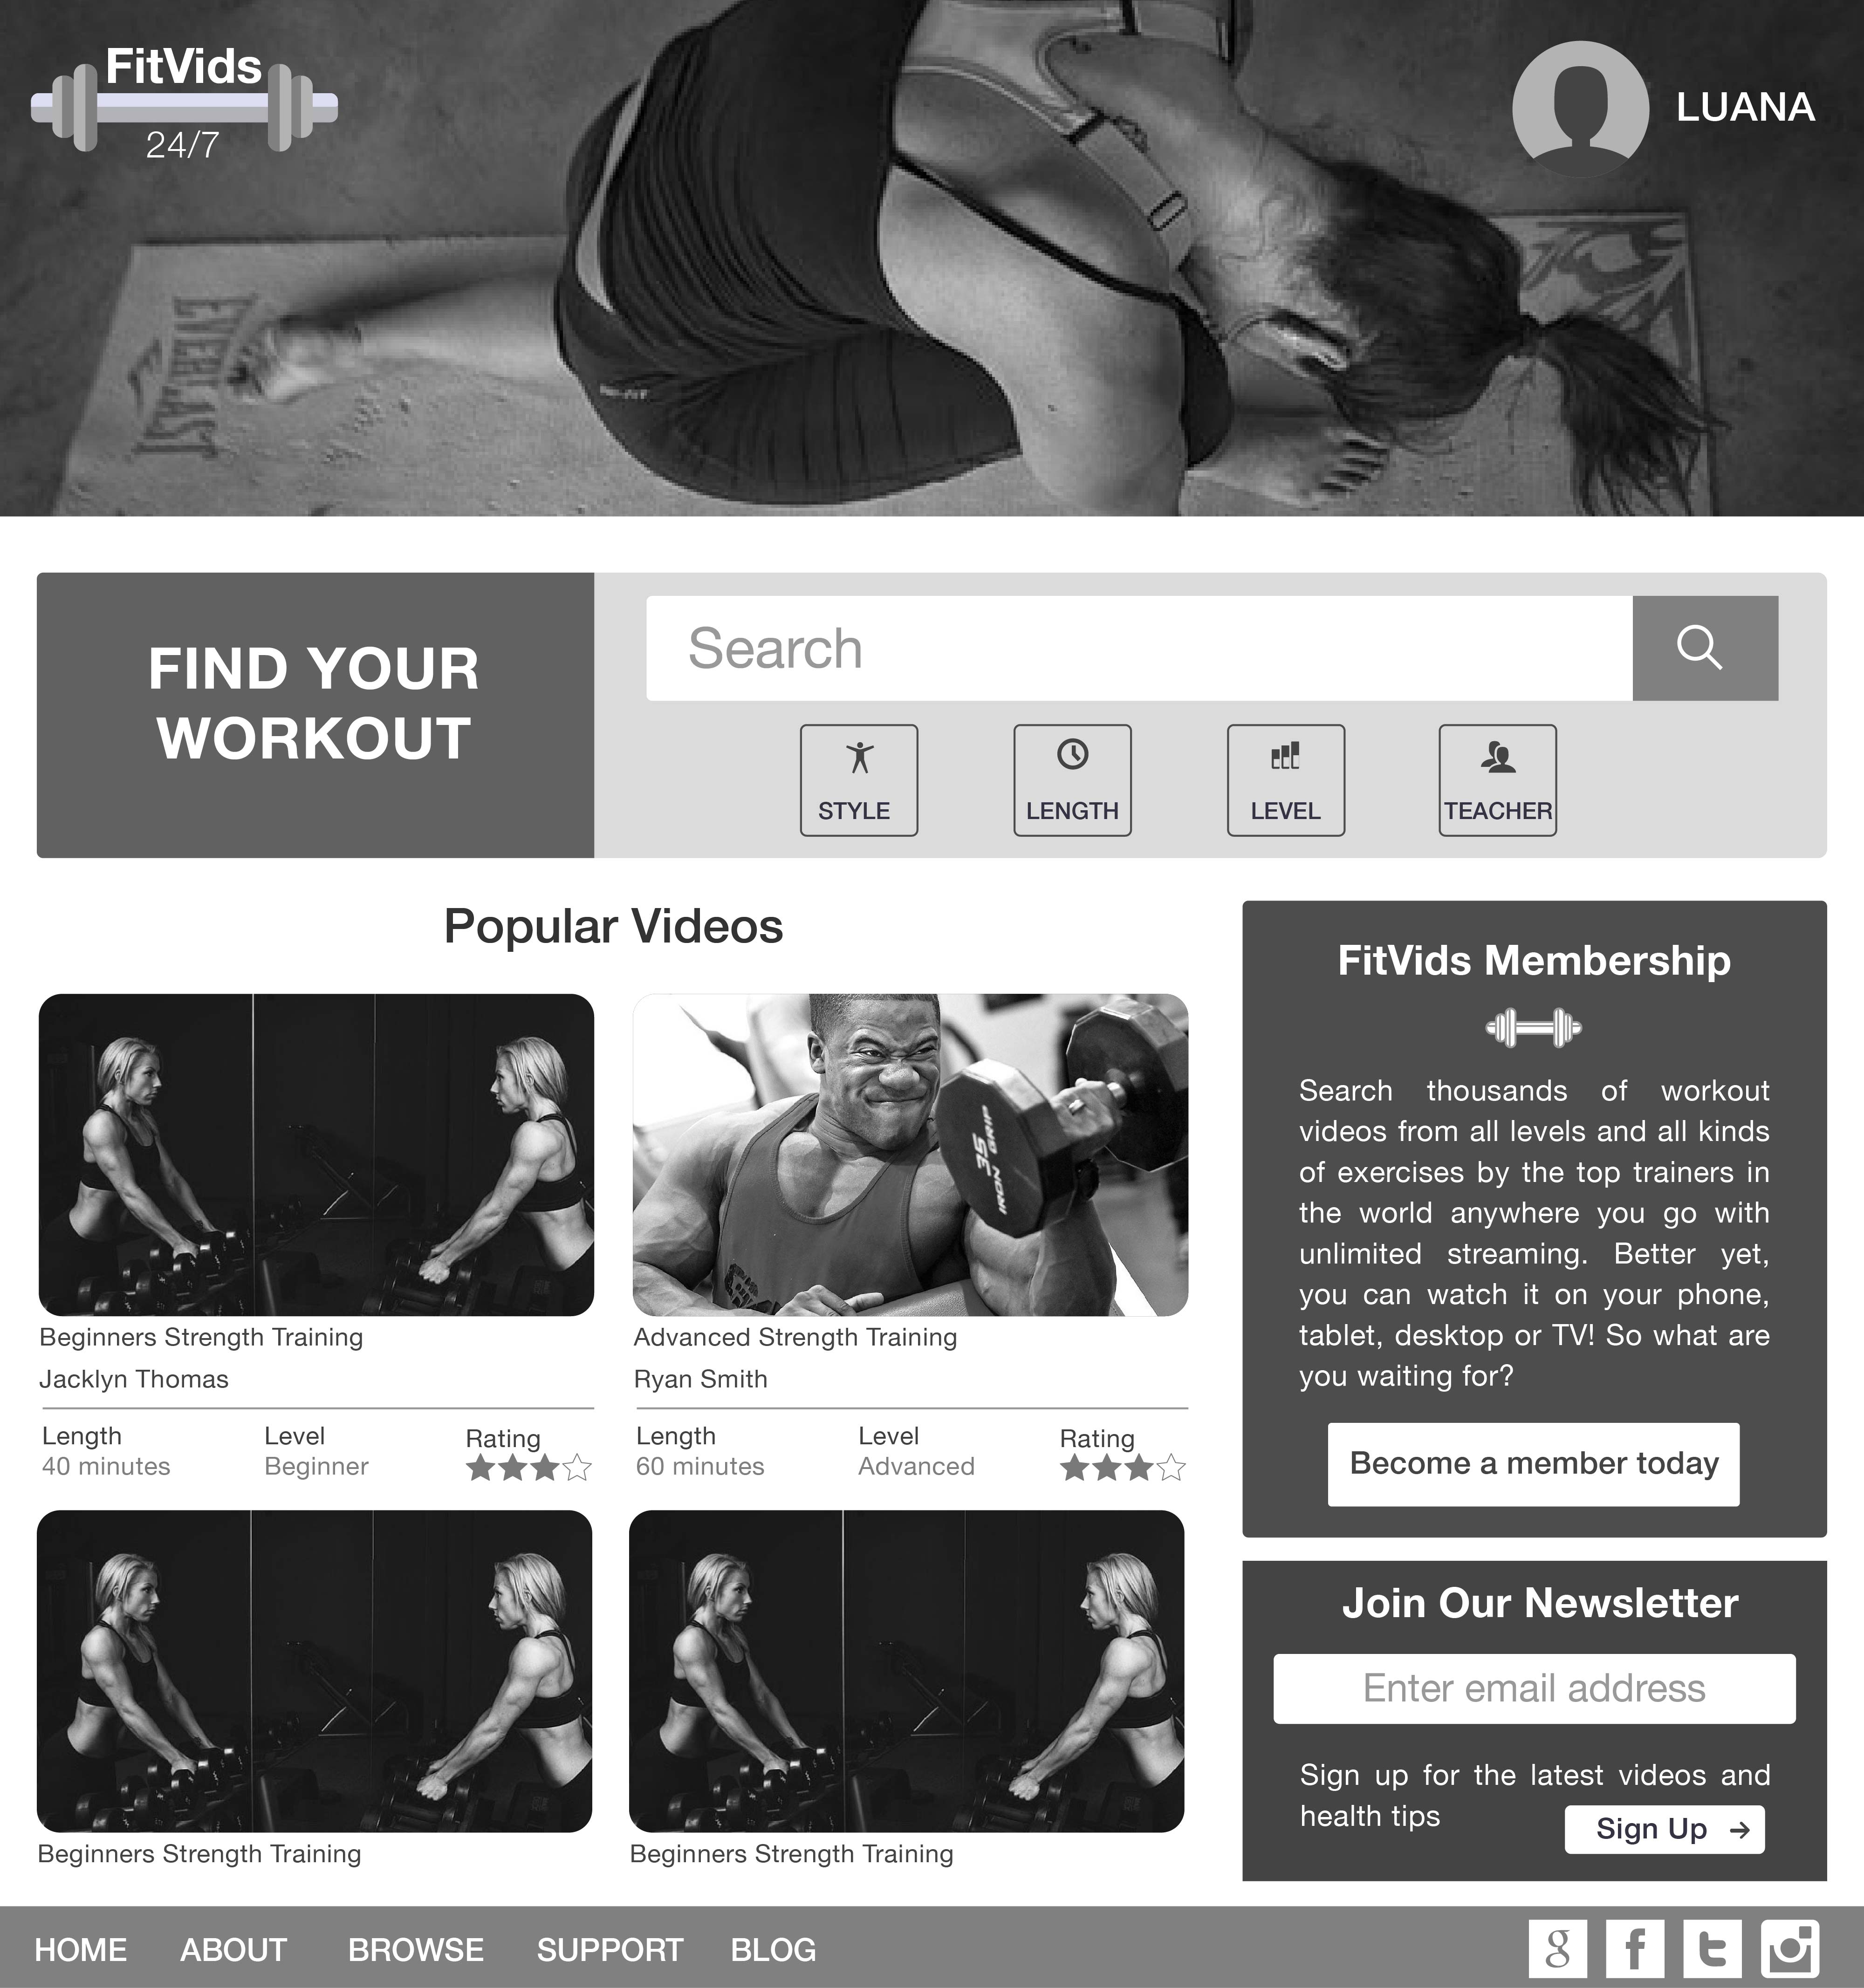 FitVids
24/7
LUANA
EVERLAST
FIND YOUR
WORKOUT
Search
STYLE
LENGTH
LEVEL
TEACHER
Popular Videos
35
IRON GRIP
Beginners Strength Training
Jacklyn Thomas
Length
40 minutes
Level
Beginner
Rating
Advanced Strength Training
Ryan Smith
Length
60 minutes
Level
Advanced
Rating
Beginners Strength Training
Beginners Strength Training
FitVids Membership
Search thousands of workout
videos from all levels and all kinds
of exercises by the top trainers in
the world anywhere you go with
unlimited streaming. Better yet,
you can watch it on your phone,
tablet, desktop or TV! So what are
you waiting for?
Become a member today
Join Our Newsletter
Enter email address
Sign up for the latest videos and
health tips
Sign Up
HOME
ABOUT
BROWSE
SUPPORT
BLOG